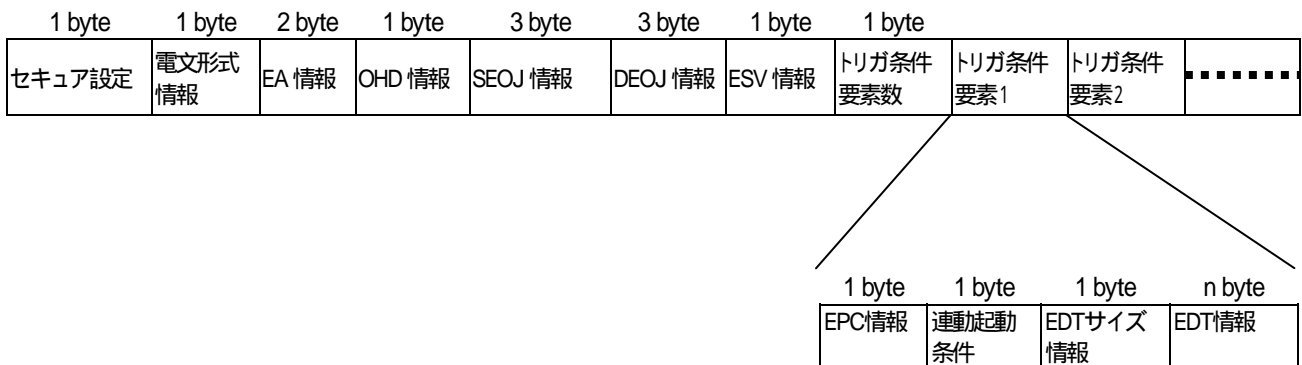 1 byte 1 byte 2 byte 1 byte 3 byte 3 byte 1 byte 1 byte
セキュア設定 電文形式情報 EA 情報 OHD 情報 SEOJ 情報 DEOJ 情報 ESV 情報 トリガ条件要素数 トリガ条件要素1 トリガ条件要素2
1 byte 1 byte 1 byte n byte
EPC情報 連動起動条件 EDTサイズ情報 EDT情報